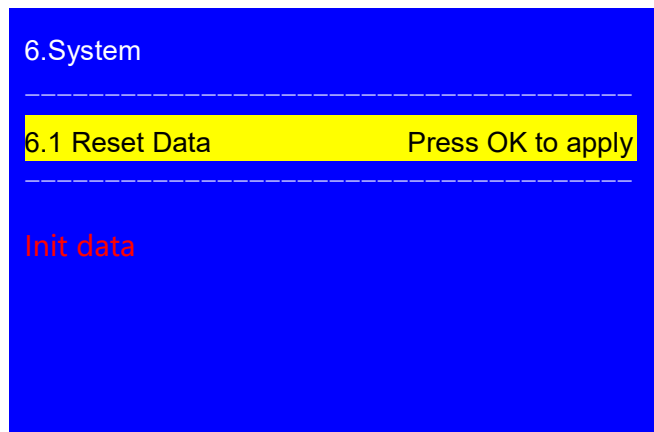 6.System
6.1 Reset Data Press OK to apply
Init data